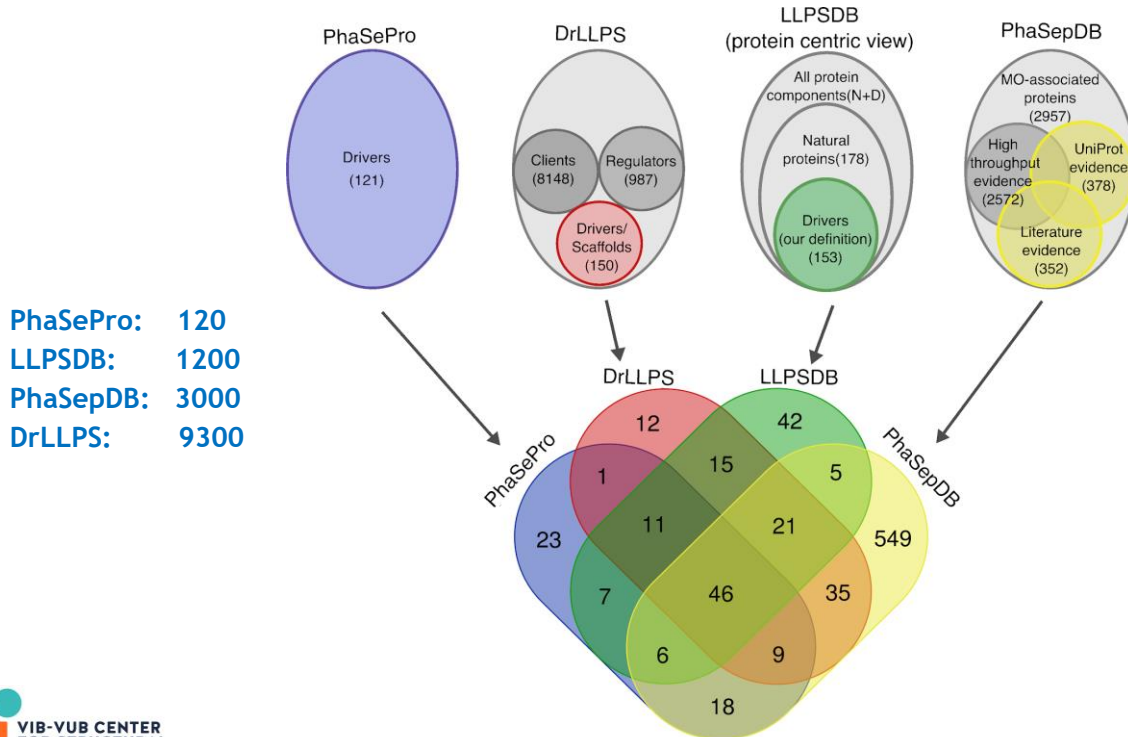 PhaSePro
Drivers
(121)
DrLLPS
Clients
(8148)
Regulators
(987)
Drivers/
Scaffolds
(150)
LLPSDB
(protein centric view)
All protein
components(N+D)
Natural
proteins(178)
Drivers
(our definition)
(153)
PhaSepDB
MO-associated
proteins
(2957)
High
throughput
evidence
(2572)
UniProt
evidence
(378)
Literature
evidence
(352)
PhaSePro: 120
LLPSDB: 1200
PhaSepDB: 3000
DrLLPS: 9300
DrLLPS
LLPSDB
PhaSePro
PhaSepDB
12
42
1
15
5
23
11
21
549
7
46
35
6
9
18
VIB-VUB CENTER